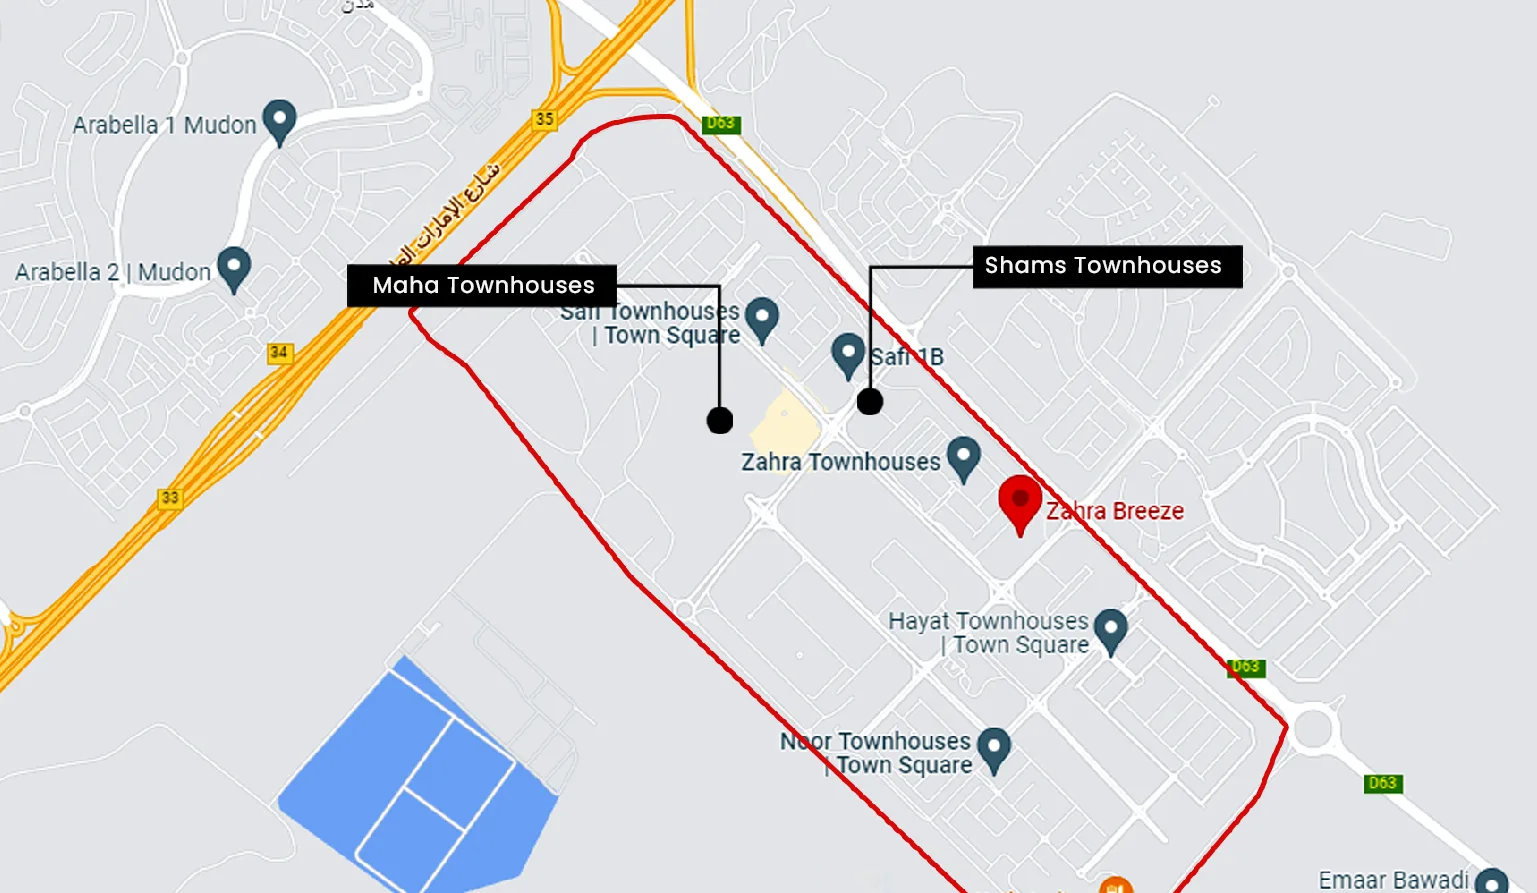 مُدن
Arabella 1 Mudon
35
D63
شارع الإمارات
Arabella 2 | Mudon
Maha Townhouses
Shams Townhouses
Safi Townhouses
| Town Square
34
Safi 1B
Zahra Townhouses
33
Zahra Breeze
Hayat Townhouses
| Town Square
D63
Noor Townhouses
| Town Square
D63
Emaar Bawadi